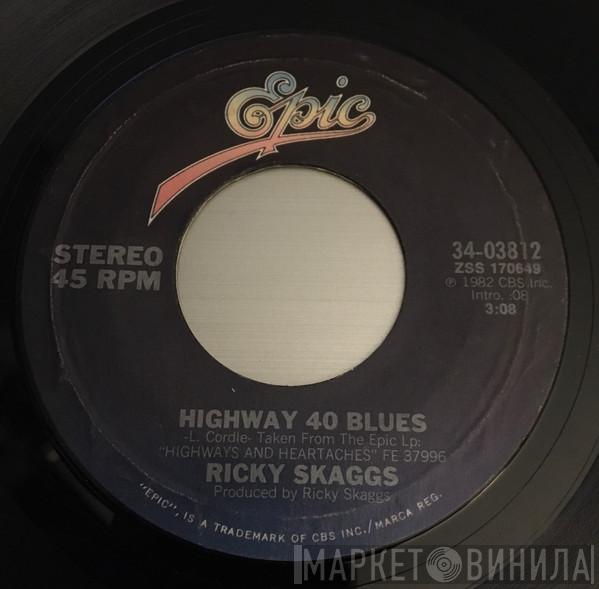 Epic
STEREO
45 RPM
34-03812
ZSS 170649
℗ 1982 CBS Inc.
Intro. :08
3:08
HIGHWAY 40 BLUES
-L. Cordle- Taken From The Epic Lp:
"HIGHWAYS AND HEARTACHES" FE 37996
RICKY SKAGGS
Produced by Ricky Skaggs
"EPIC", IS A TRADEMARK OF CBS INC./MARCA REG.
МАРКЕТ ВИНИЛА